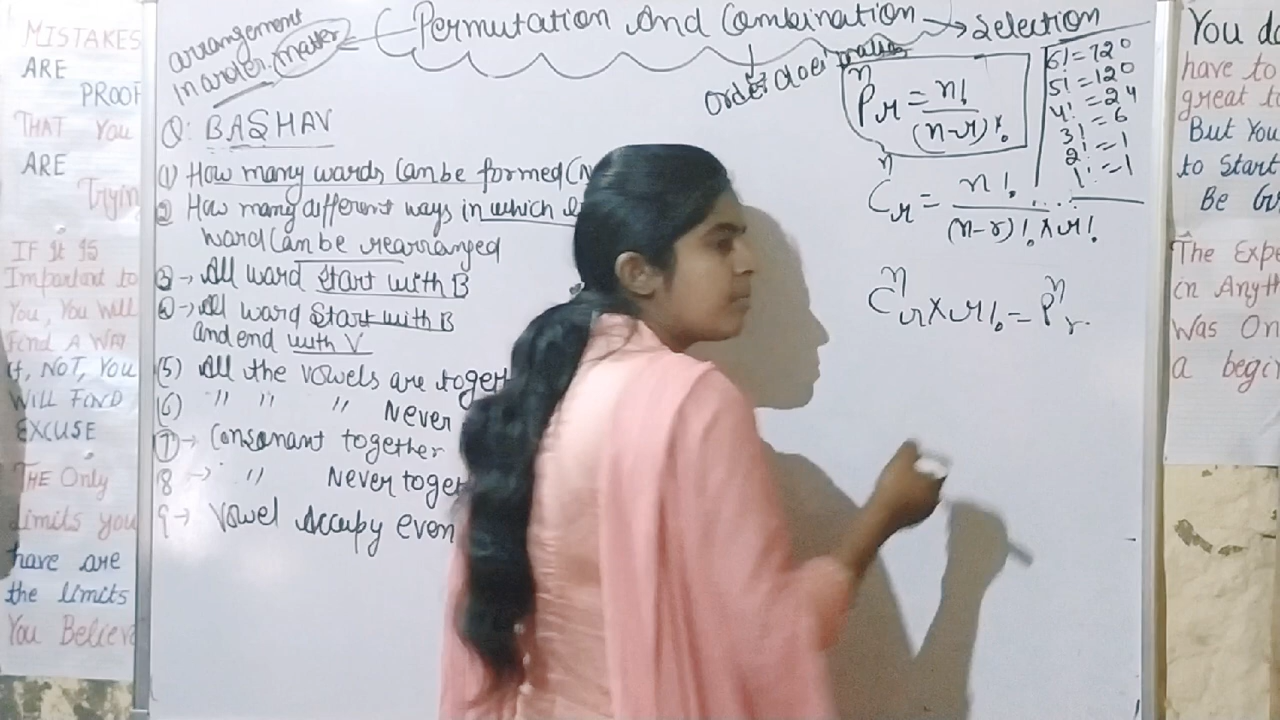 MISTAKES
ARE
PROOF
THAT You
ARE
Trying
IF It IS
Important to
You, You Will
Find A WAY
If, NOT, You
WILL FIND
EXCUSE
THE Only
limits you
have are
the limits
You Believe
Permutation And Combination → Selection
arrangement
in order matter
order does
Q: BASHAV
(1) How many words can be formed
(2) How many different ways in which
word can be rearranged
(3) → All word Start with B
(4) → All word Start with B
and end with V
(5) All the vowels are toget
(6) " " " Never
(7) → Consonant together
8 → " Never toget
9 → Vowel occupy even
nPr = n! / (n-r)!
6! = 720
5! = 120
4! = 24
3! = 6
2! = 1
1! = 1
nCr = n! / (n-r)! × r!
nCr × r! = nPr
You do
have to
great to
But You
to Start
Be Gr
The Expe
in Anyth
Was On
a begin